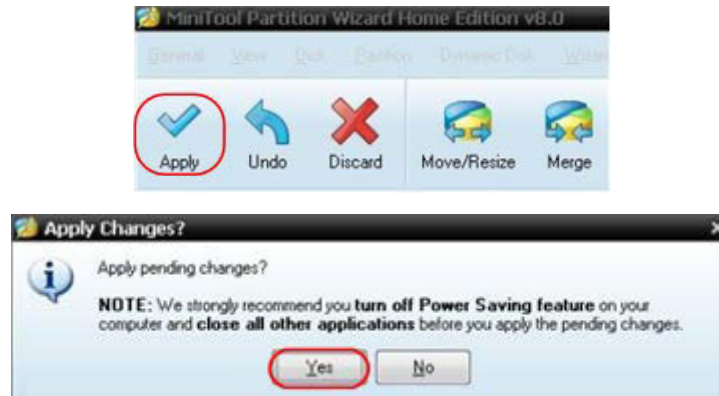 MiniTool Partition Wizard Home Edition v8.0
General View Disk Partition Dynamic Disk
Apply Undo Discard Move/Resize Merge
Apply Changes?
Apply pending changes?
NOTE: We strongly recommend you turn off Power Saving feature on your
computer and close all other applications before you apply the pending changes.
Yes No